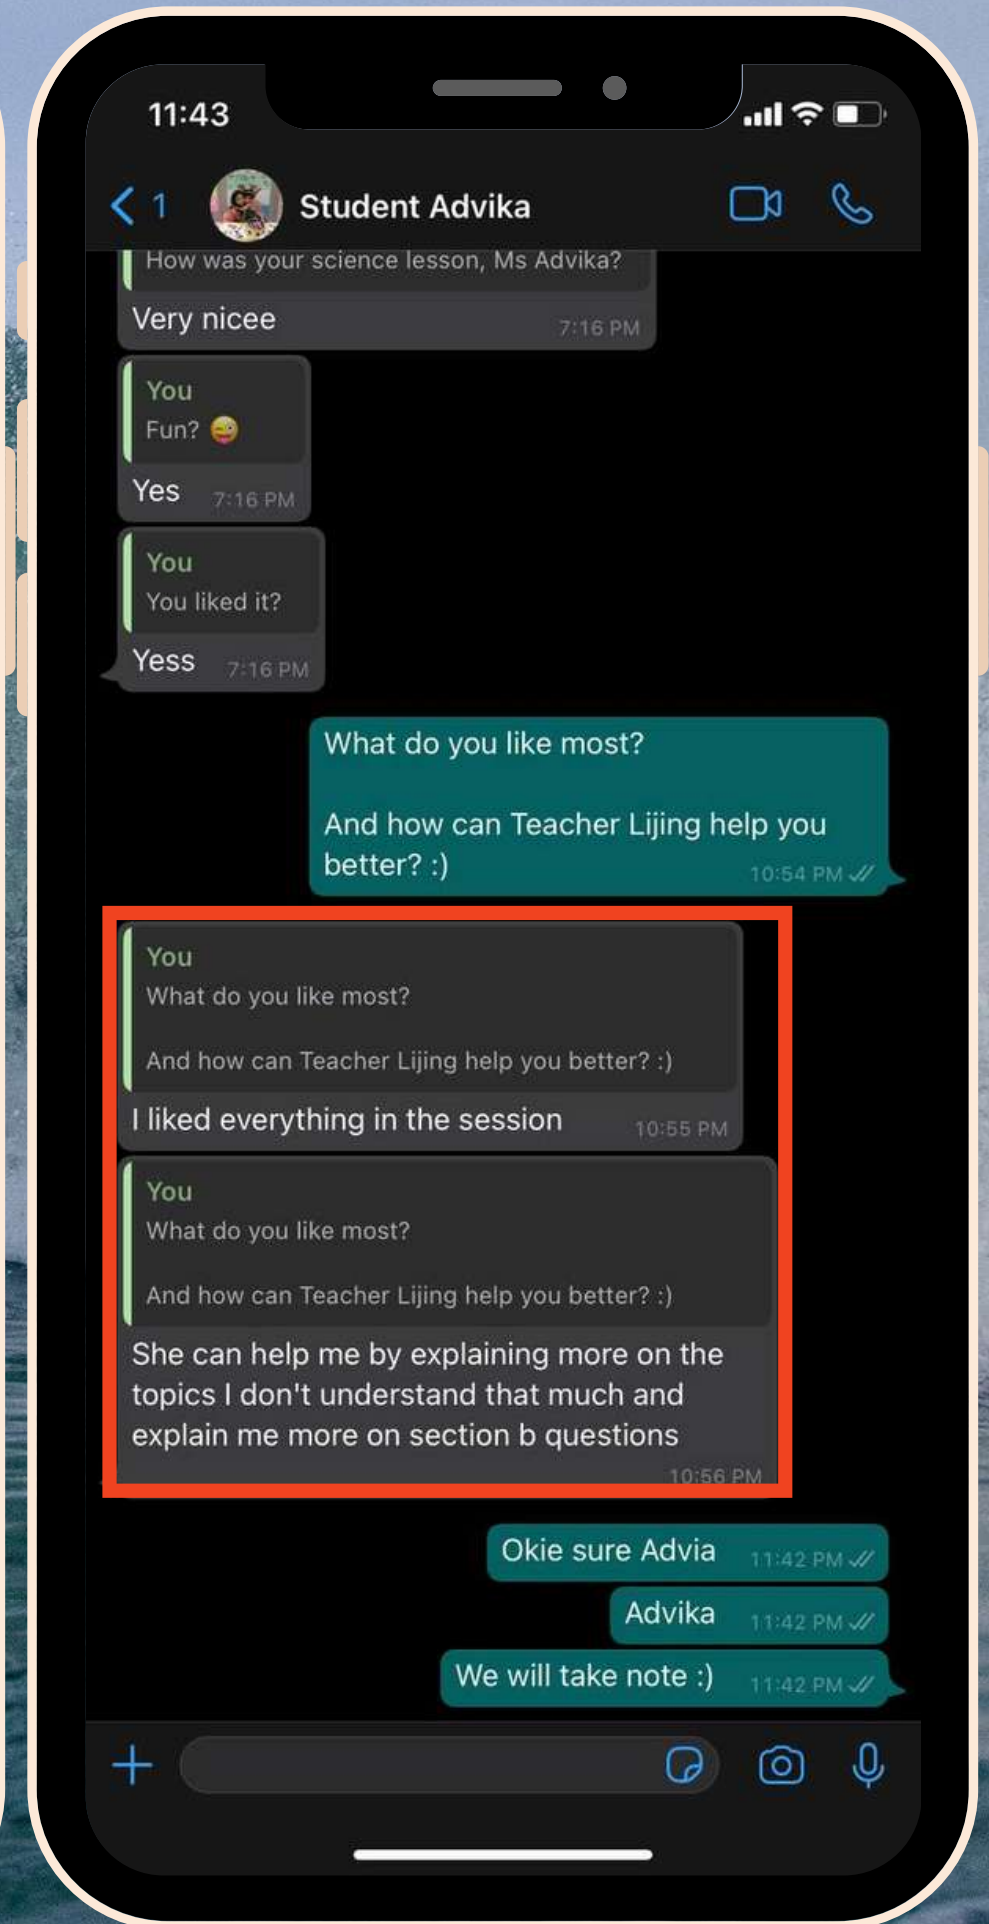 11:43
1
Student Advika
How was your science lesson, Ms Advika?
Very nicee
7:16 PM
You
Fun? 😜
Yes
7:16 PM
You
You liked it?
Yess
7:16 PM
What do you like most?
And how can Teacher Lijing help you
better? :)
10:54 PM
You
What do you like most?
And how can Teacher Lijing help you better? :)
I liked everything in the session
10:55 PM
You
What do you like most?
And how can Teacher Lijing help you better? :)
She can help me by explaining more on the
topics I don't understand that much and
explain me more on section b questions
10:56 PM
Okie sure Advia
11:42 PM
Advika
11:42 PM
We will take note :)
11:42 PM